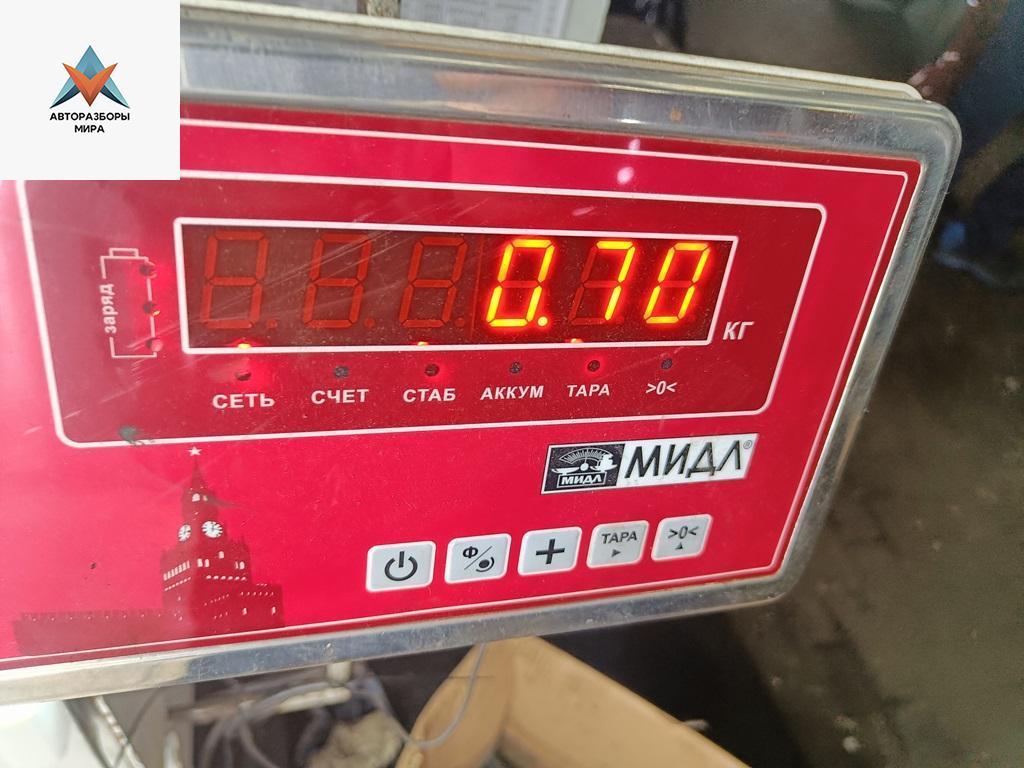 АВТОРАЗБОРЫ
МИРА
заряд
0.70
КГ
СЕТЬ
СЧЕТ
СТАБ
АККУМ
ТАРА
>0<
МИДЛ
МИДЛ®
Ф
ТАРА
>0<